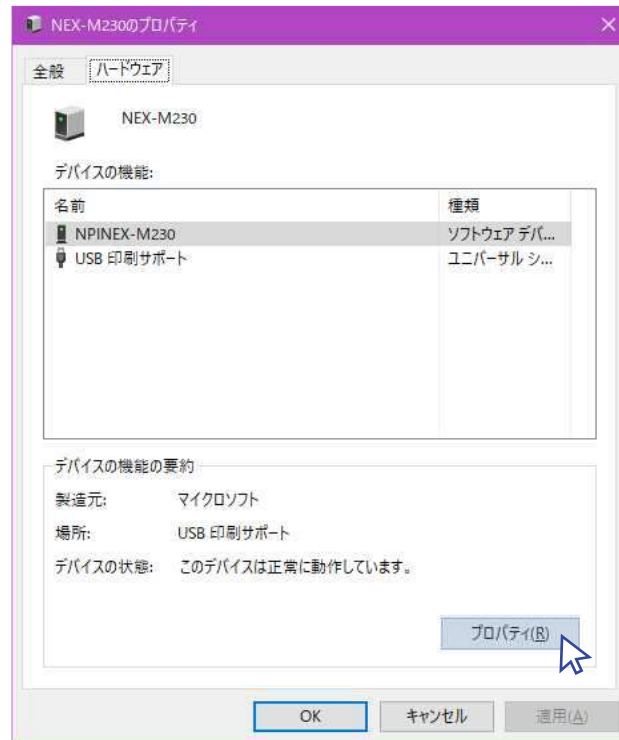 NEX-M230のプロパティ
全般 ハードウェア
NEX-M230
デバイスの機能:
名前 種類
NPINEX-M230 ソフトウェア デバ...
USB 印刷サポート ユニバーサル シ...
デバイスの機能の要約
製造元: マイクロソフト
場所: USB 印刷サポート
デバイスの状態: このデバイスは正常に動作しています。
プロパティ(R)
OK キャンセル 適用(A)